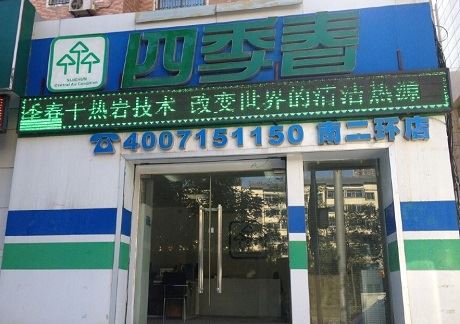 四季春
季春干热岩技术 改变世界的清洁热源
☎4007151150 南二环店